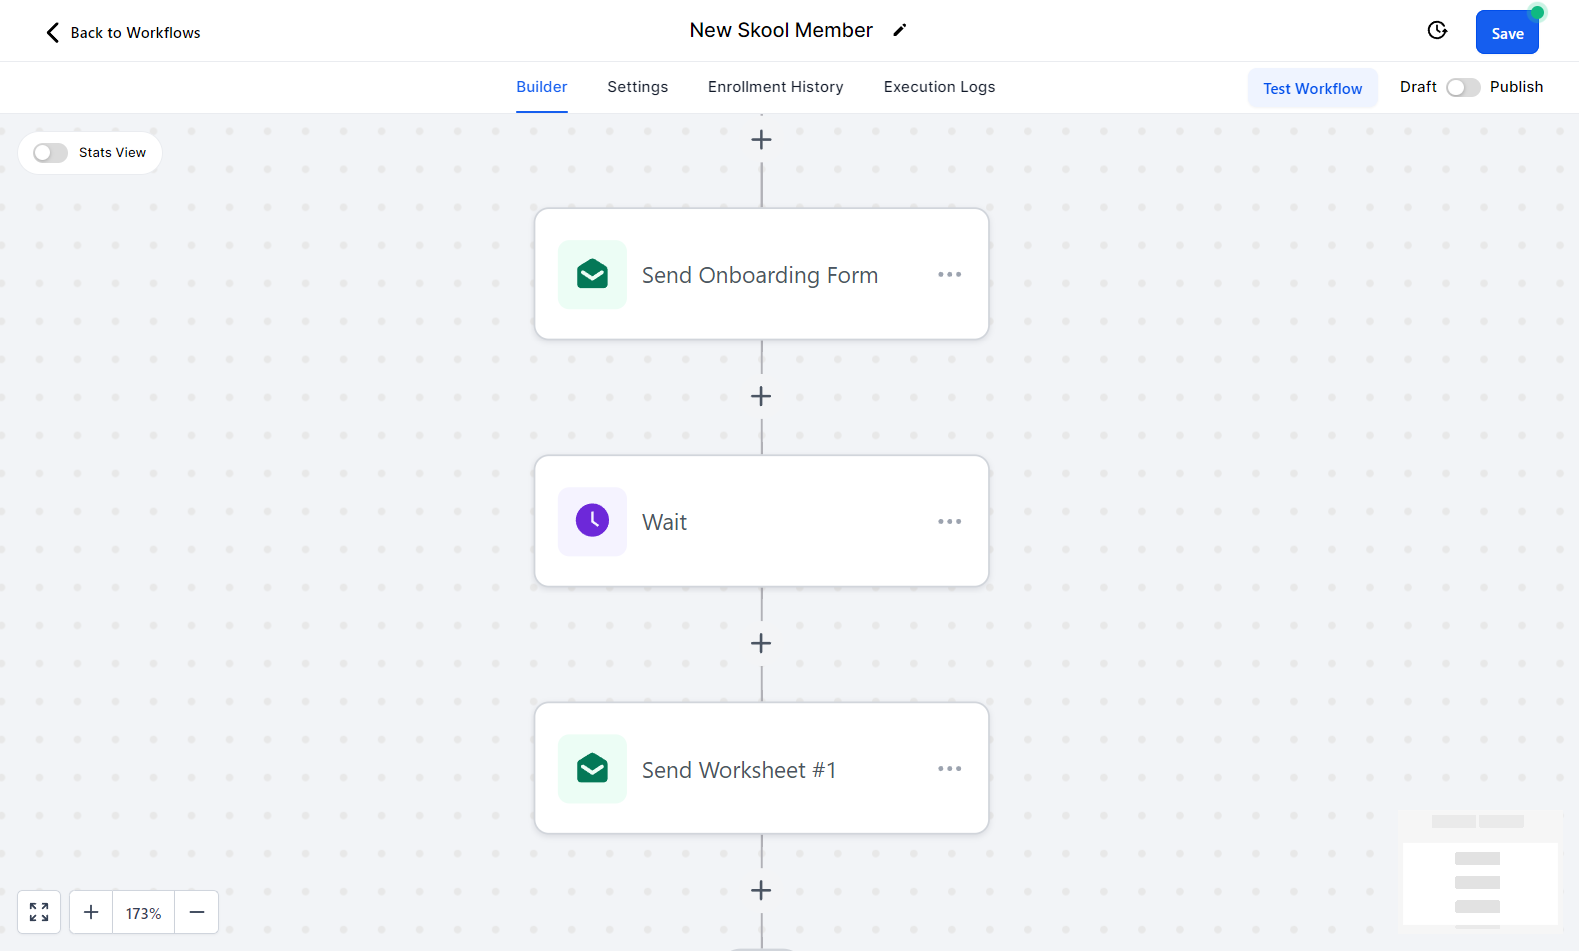 Back to Workflows
New Skool Member
Save
Builder
Settings
Enrollment History
Execution Logs
Test Workflow
Draft
Publish
Stats View
Send Onboarding Form
Wait
Send Worksheet #1
173%